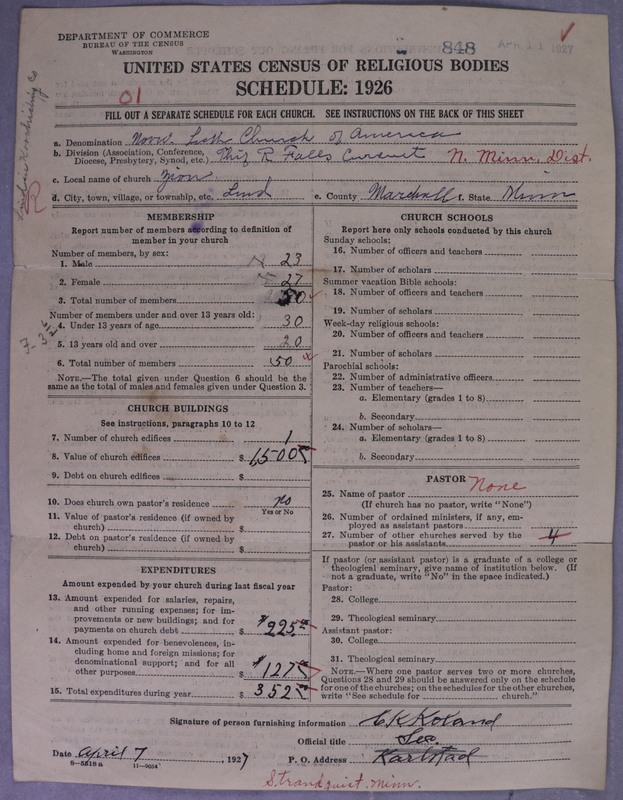 DEPARTMENT OF COMMERCE
BUREAU OF THE CENSUS
WASHINGTON
848 APR 11 1927
UNITED STATES CENSUS OF RELIGIOUS BODIES
SCHEDULE: 1926
01
FILL OUT A SEPARATE SCHEDULE FOR EACH CHURCH. SEE INSTRUCTIONS ON THE BACK OF THIS SHEET
a. Denomination Norw. Luth Church of America
b. Division (Association, Conference, Diocese, Presbytery, Synod, etc.) Thif R Falls Circuit N. Minn. Dist.
c. Local name of church Zion
R
d. City, town, village, or township, etc. Lind e. County Marshall f. State Minn
MEMBERSHIP
Report number of members according to definition of
member in your church
Number of members, by sex:
1. Male 23
2. Female 27
3. Total number of members 50
Number of members under and over 13 years old:
4. Under 13 years of age 30
5. 13 years old and over 20
6. Total number of members 50
NOTE.—The total given under Question 6 should be the
same as the total of males and females given under Question 3.
CHURCH BUILDINGS
See instructions, paragraphs 10 to 12
7. Number of church edifices 1
8. Value of church edifices $ 1,500
9. Debt on church edifices $
10. Does church own pastor's residence no
Yes or No
11. Value of pastor's residence (if owned by
church) $
12. Debt on pastor's residence (if owned by
church) $
EXPENDITURES
Amount expended by your church during last fiscal year
13. Amount expended for salaries, repairs,
and other running expenses; for im-
provements or new buildings; and for
payments on church debt $ 225
14. Amount expended for benevolences, in-
cluding home and foreign missions; for
denominational support; and for all
other purposes $ 127
15. Total expenditures during year $ 352
CHURCH SCHOOLS
Report here only schools conducted by this church
Sunday schools:
16. Number of officers and teachers
17. Number of scholars
Summer vacation Bible schools:
18. Number of officers and teachers
19. Number of scholars
Week-day religious schools:
20. Number of officers and teachers
21. Number of scholars
Parochial schools:
22. Number of administrative officers
23. Number of teachers—
a. Elementary (grades 1 to 8)
b. Secondary
24. Number of scholars—
a. Elementary (grades 1 to 8)
b. Secondary
PASTOR
25. Name of pastor None
(If church has no pastor, write "None")
26. Number of ordained ministers, if any, em-
ployed as assistant pastors
27. Number of other churches served by the
pastor or his assistants 4
If pastor (or assistant pastor) is a graduate of a college or
theological seminary, give name of institution below. (If
not a graduate, write "No" in the space indicated.)
Pastor:
28. College
29. Theological seminary
Assistant pastor:
30. College
31. Theological seminary
NOTE.—Where one pastor serves two or more churches,
Questions 28 and 29 should be answered only on the schedule
for one of the churches; on the schedules for the other churches,
write "See schedule for church."
Signature of person furnishing information C K Koland
Official title Sec
Date April 7, 1927 P. O. Address Karlstad
8—5518 a 11—9054
Strandquist, Minn.